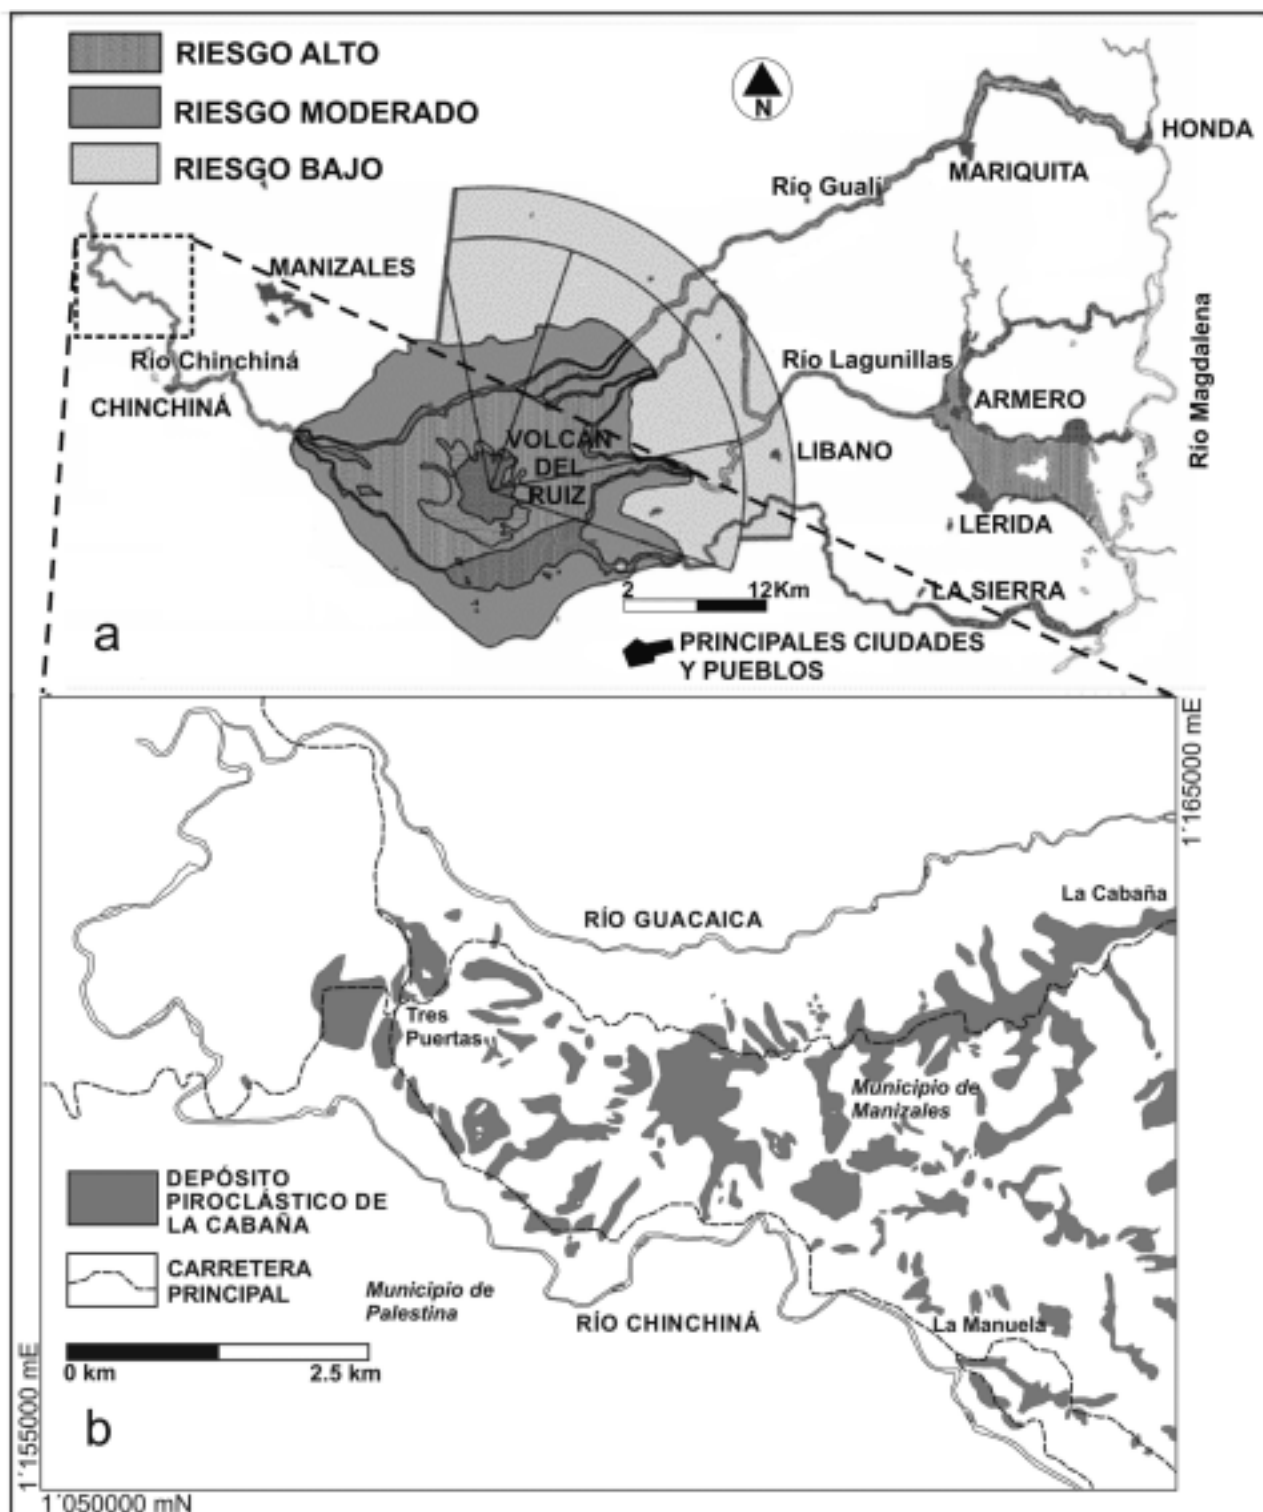 RIESGO ALTO
RIESGO MODERADO
RIESGO BAJO
N
HONDA
MARIQUITA
Río Gualí
MANIZALES
Río Magdalena
Río Chinchiná
Río Lagunillas
CHINCHINÁ
ARMERO
VOLCÁN
DEL
RUIZ
LIBANO
LERIDA
2 12Km
LA SIERRA
a
PRINCIPALES CIUDADES
Y PUEBLOS
1´165000 mE
La Cabaña
RÍO GUACAICA
Tres
Puertas
Municipio de
Manizales
DEPÓSITO
PIROCLÁSTICO DE
LA CABAÑA
CARRETERA
PRINCIPAL
Municipio de
Palestina
RÍO CHINCHINÁ
La Manuela
0 km 2.5 km
b
1´155000 mE
1´050000 mN